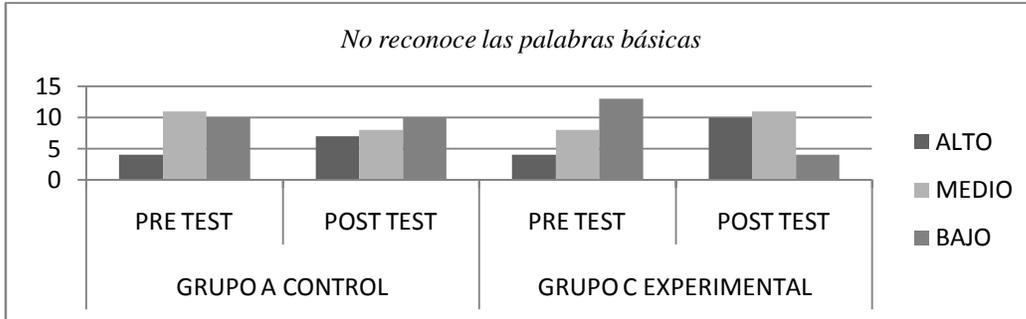 No reconoce las palabras básicas
15
10
5
0
ALTO
MEDIO
BAJO
PRE TEST POST TEST PRE TEST POST TEST
GRUPO A CONTROL GRUPO C EXPERIMENTAL